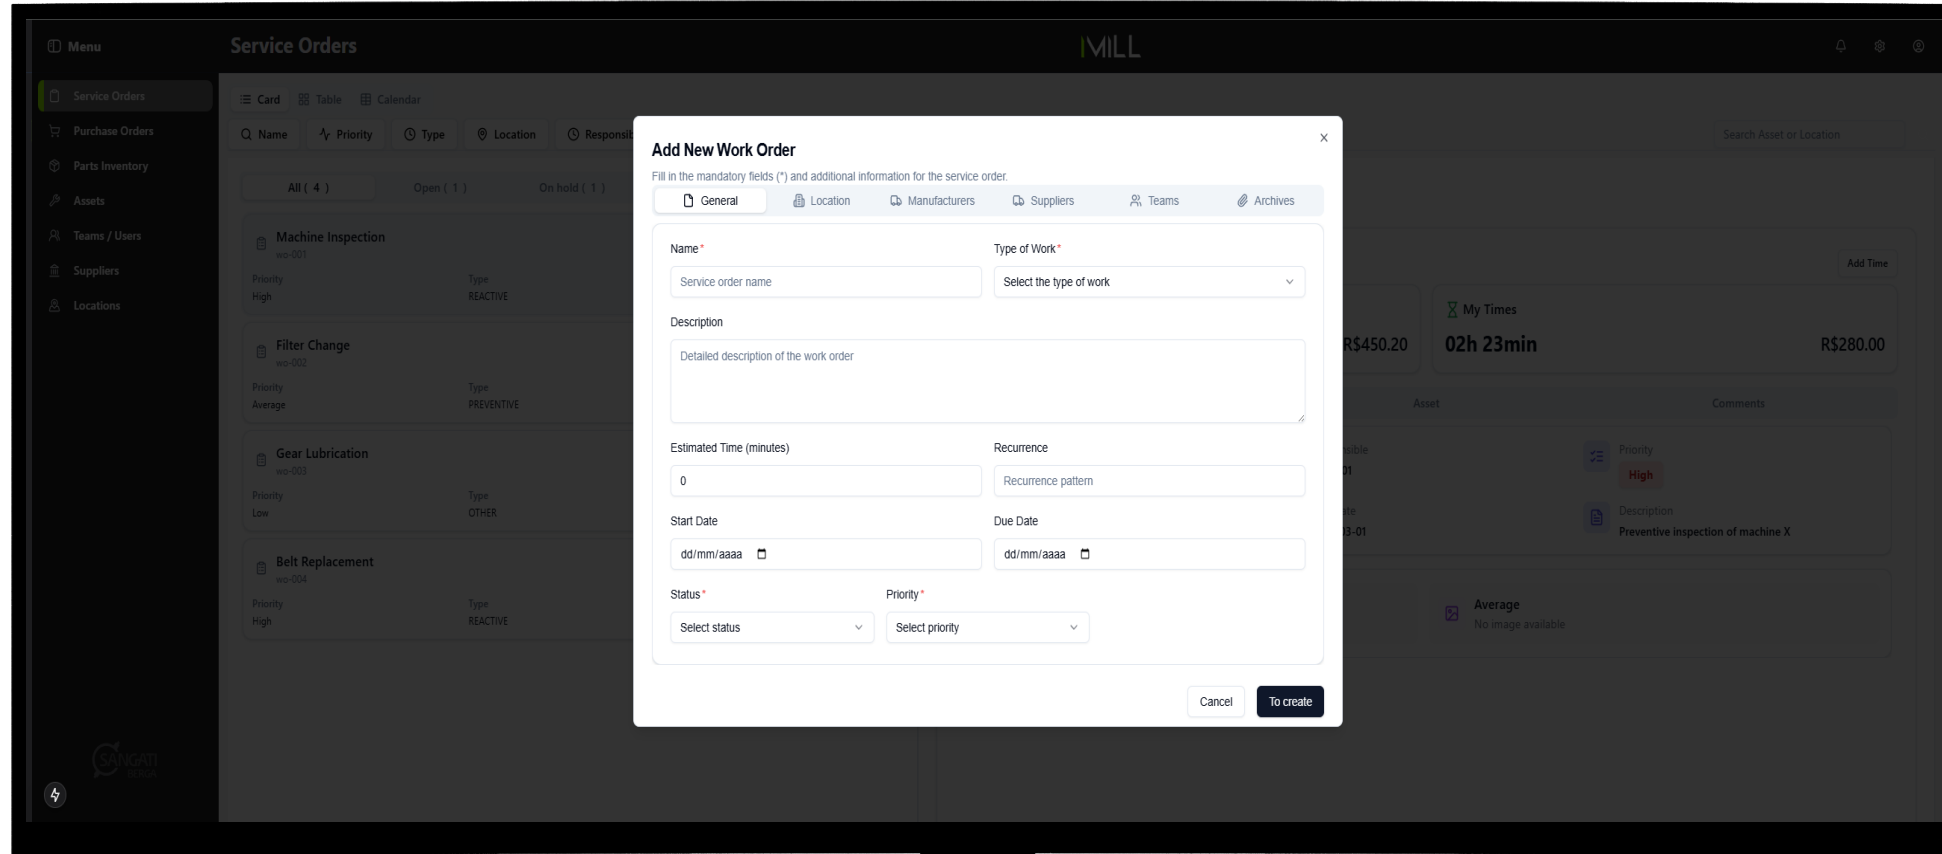 Menu
Service Orders
MILL
Service Orders
Purchase Orders
Parts Inventory
Assets
Teams / Users
Suppliers
Locations
SANGATI
BERGA
Card Table Calendar
Name Priority Type Location Responsib
Search Asset or Location
All ( 4 ) Open ( 1 ) On hold ( 1 )
Machine Inspection
wo-001
Priority Type
High REACTIVE
Filter Change
wo-002
Priority Type
Average PREVENTIVE
Gear Lubrication
wo-003
Priority Type
Low OTHER
Belt Replacement
wo-004
Priority Type
High REACTIVE
Add New Work Order
X
Fill in the mandatory fields (*) and additional information for the service order.
General Location Manufacturers Suppliers Teams Archives
Name* Type of Work*
Service order name Select the type of work
Description
Detailed description of the work order
Estimated Time (minutes) Recurrence
0 Recurrence pattern
Start Date Due Date
dd/mm/aaaa dd/mm/aaaa
Status* Priority*
Select status Select priority
Cancel To create
Add Time
My Times
R$450.20 02h 23min R$280.00
Asset Comments
ssible Priority
01 High
ate Description
03-01 Preventive inspection of machine X
Average
No image available